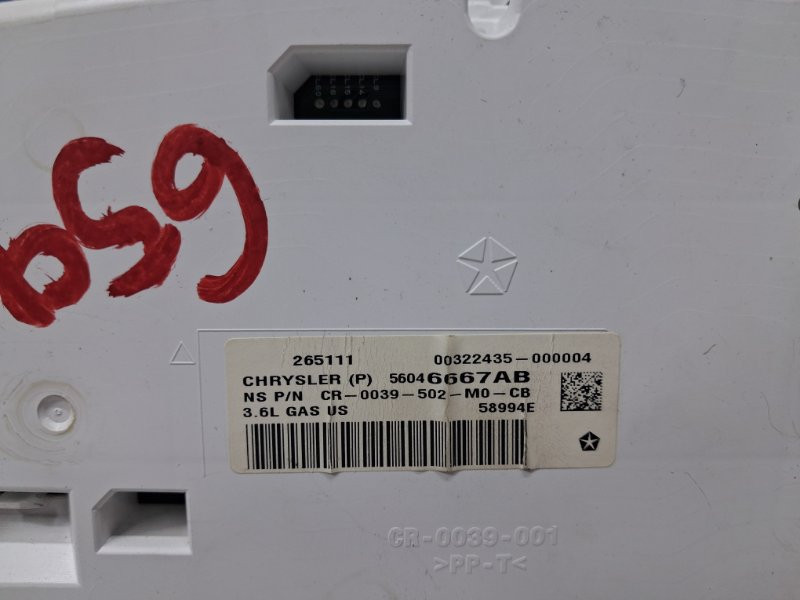 265111 00322435-000004
CHRYSLER (P) 56046667AB
NS P/N CR-0039-502-M0-CB
3.6L GAS US 58994E
CR-0039-001
>PP-T<